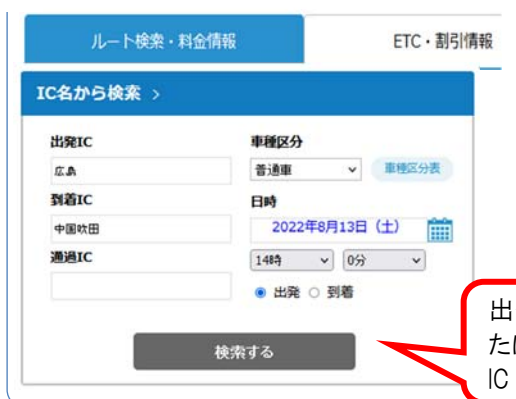 ルート検索・料金情報
ETC・割引情報
IC名から検索 >
出発IC
車種区分
広島
普通車
車種区分表
到着IC
日時
中国吹田
2022年8月13日（土）
通過IC
14時
0分
出発
到着
検索する
出
た
IC